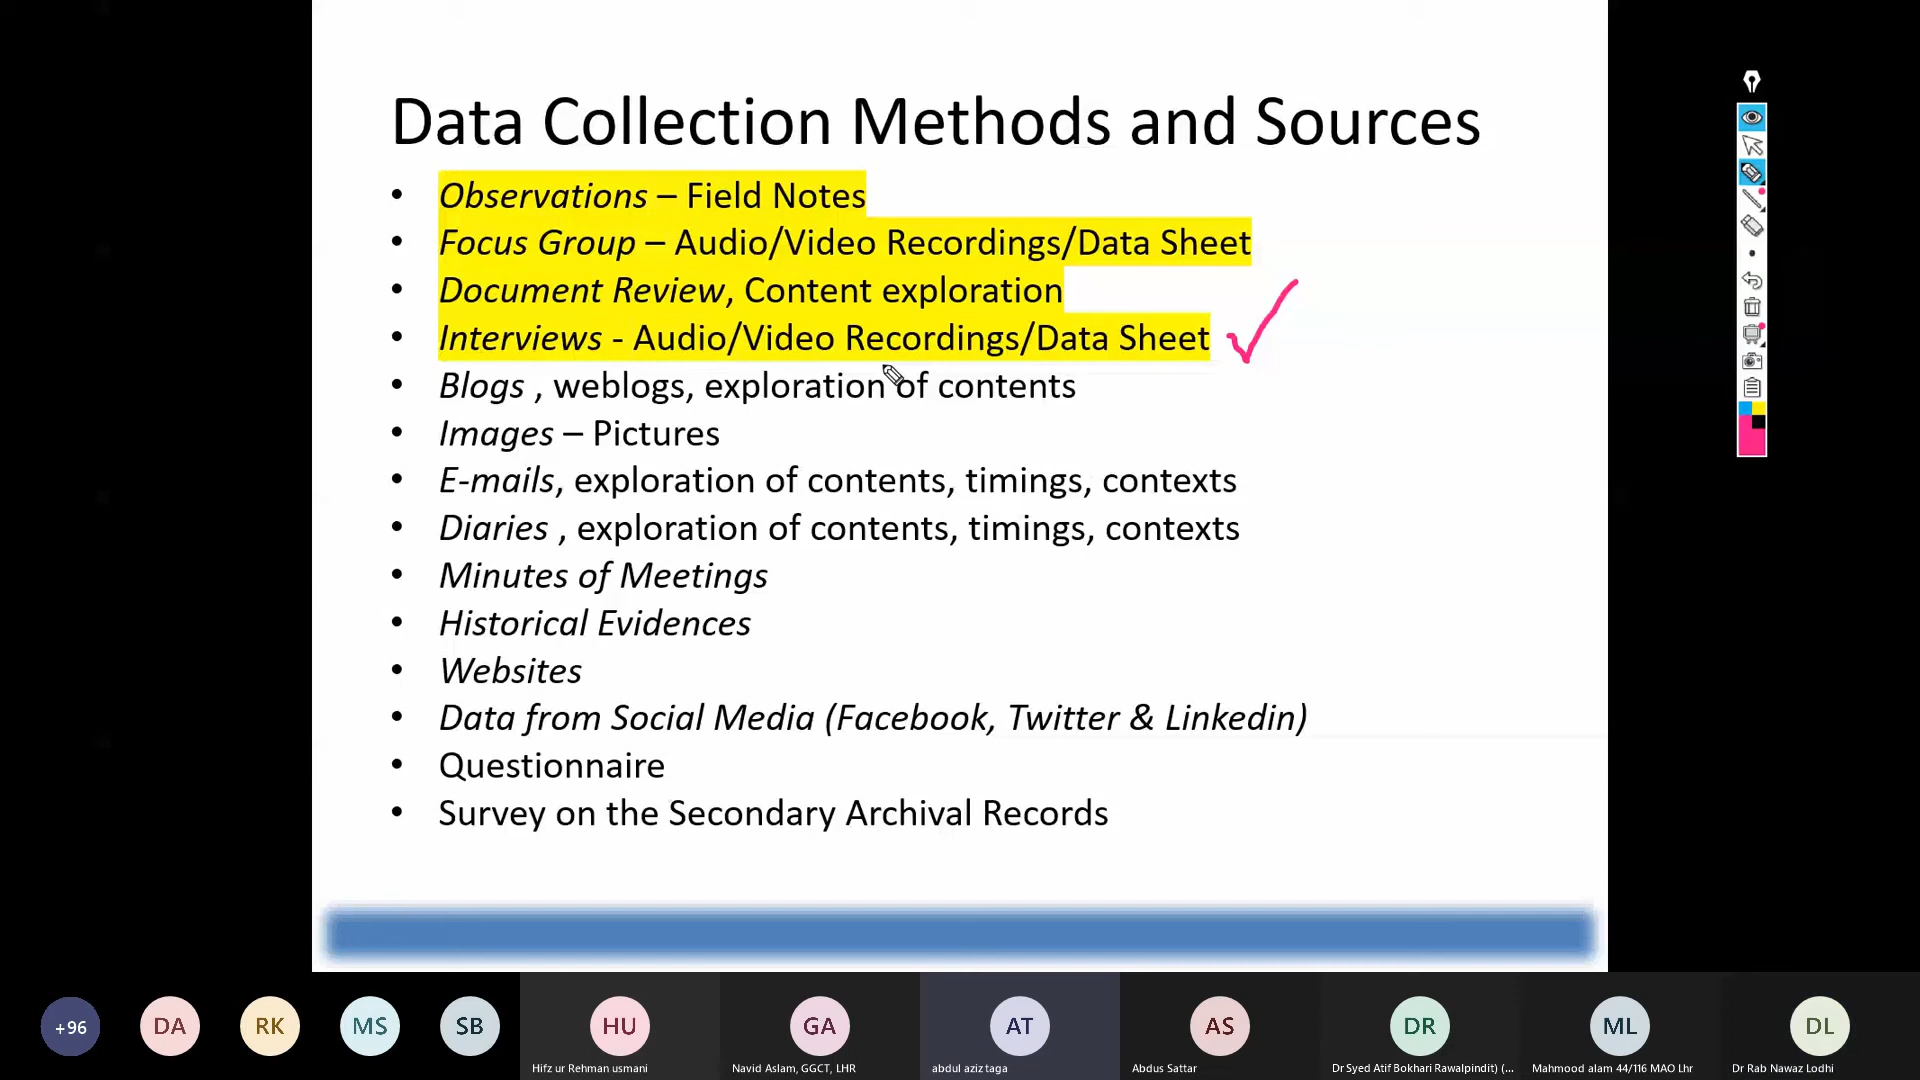 Data Collection Methods and Sources
• Observations – Field Notes
• Focus Group – Audio/Video Recordings/Data Sheet
• Document Review, Content exploration
• Interviews - Audio/Video Recordings/Data Sheet
• Blogs , weblogs, exploration of contents
• Images – Pictures
• E-mails, exploration of contents, timings, contexts
• Diaries , exploration of contents, timings, contexts
• Minutes of Meetings
• Historical Evidences
• Websites
• Data from Social Media (Facebook, Twitter & Linkedin)
• Questionnaire
• Survey on the Secondary Archival Records
+96 DA RK MS SB HU GA AT AS DR ML DL
Hifz ur Rehman usmani Navid Aslam, GGCT, LHR abdul aziz taga Abdus Sattar Dr Syed Atif Bokhari Rawalpindit) (... Mahmood alam 44/116 MAO Lhr Dr Rab Nawaz Lodhi